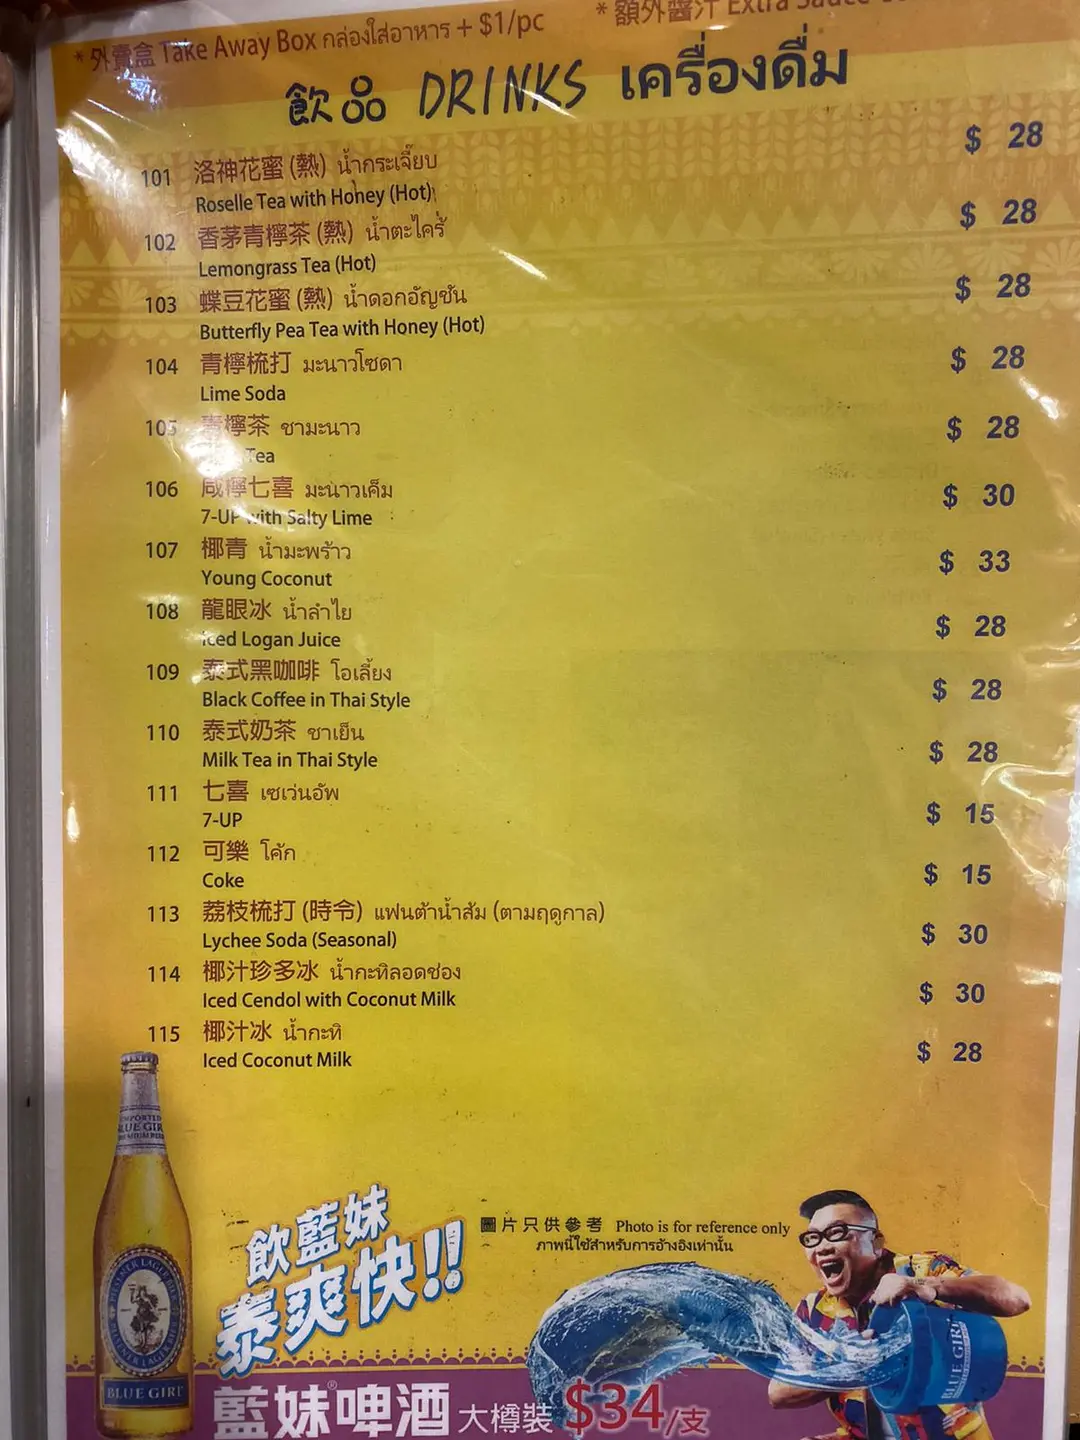 * 外賣盒 Take Away Box กล่องใส่อาหาร + $1/pc
* 額外醬汁 Extra Sauce
飲品 DRINKS เครื่องดื่ม
101 洛神花蜜 (熱) น้ำกระเจี๊ยบ $ 28
Roselle Tea with Honey (Hot)
102 香茅青檸茶 (熱) น้ำตะไคร้ $ 28
Lemongrass Tea (Hot)
103 蝶豆花蜜 (熱) น้ำดอกอัญชัน $ 28
Butterfly Pea Tea with Honey (Hot)
104 青檸梳打 มะนาวโซดา $ 28
Lime Soda
105 青檸茶 ชามะนาว $ 28
Tea
106 咸檸七喜 มะนาวเค็ม $ 30
7-UP with Salty Lime
107 椰青 น้ำมะพร้าว $ 33
Young Coconut
108 龍眼冰 น้ำลำไย $ 28
Iced Logan Juice
109 泰式黑咖啡 โอเลี้ยง $ 28
Black Coffee in Thai Style
110 泰式奶茶 ชาเย็น $ 28
Milk Tea in Thai Style
111 七喜 เซเว่นอัพ $ 15
7-UP
112 可樂 โค้ก $ 15
Coke
113 荔枝梳打 (時令) แฟนต้าน้ำส้ม (ตามฤดูกาล) $ 30
Lychee Soda (Seasonal)
114 椰汁珍多冰 น้ำกะทิลอดช่อง $ 30
Iced Cendol with Coconut Milk
115 椰汁冰 น้ำกะทิ $ 28
Iced Coconut Milk
IMPORTED
BLUE GIRL
PREMIUM BEER
PILSNER LAGER BEER
BLUE GIRL
飲藍妹
泰爽快!!
圖片只供參考 Photo is for reference only
ภาพนี้ใช้สำหรับการอ้างอิงเท่านั้น
BLUE GIRL
藍妹®啤酒 大樽裝 $34/支